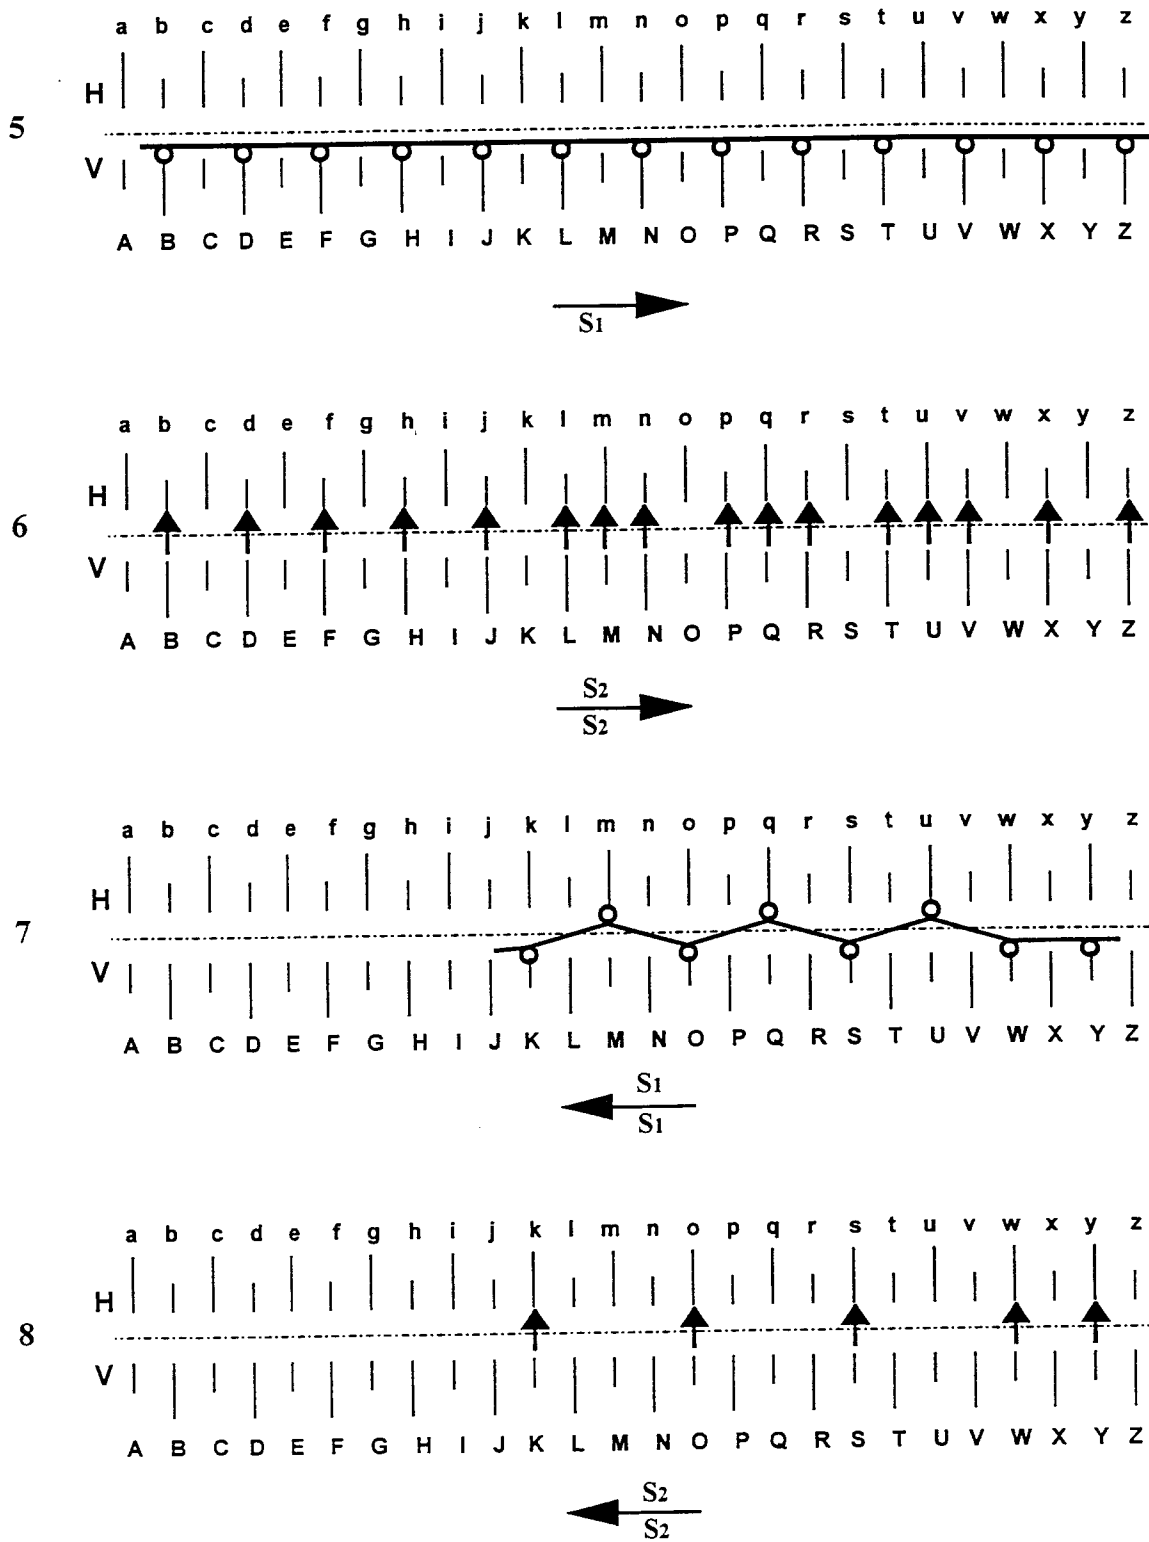 a b c d e f g h i j k l m n o p q r s t u v w x y z
H
5
V
A B C D E F G H I J K L M N O P Q R S T U V W X Y Z
S1
a b c d e f g h i j k l m n o p q r s t u v w x y z
H
6
V
A B C D E F G H I J K L M N O P Q R S T U V W X Y Z
S2
S2
a b c d e f g h i j k l m n o p q r s t u v w x y z
H
7
V
A B C D E F G H I J K L M N O P Q R S T U V W X Y Z
S1
S1
a b c d e f g h i j k l m n o p q r s t u v w x y z
H
8
V
A B C D E F G H I J K L M N O P Q R S T U V W X Y Z
S2
S2